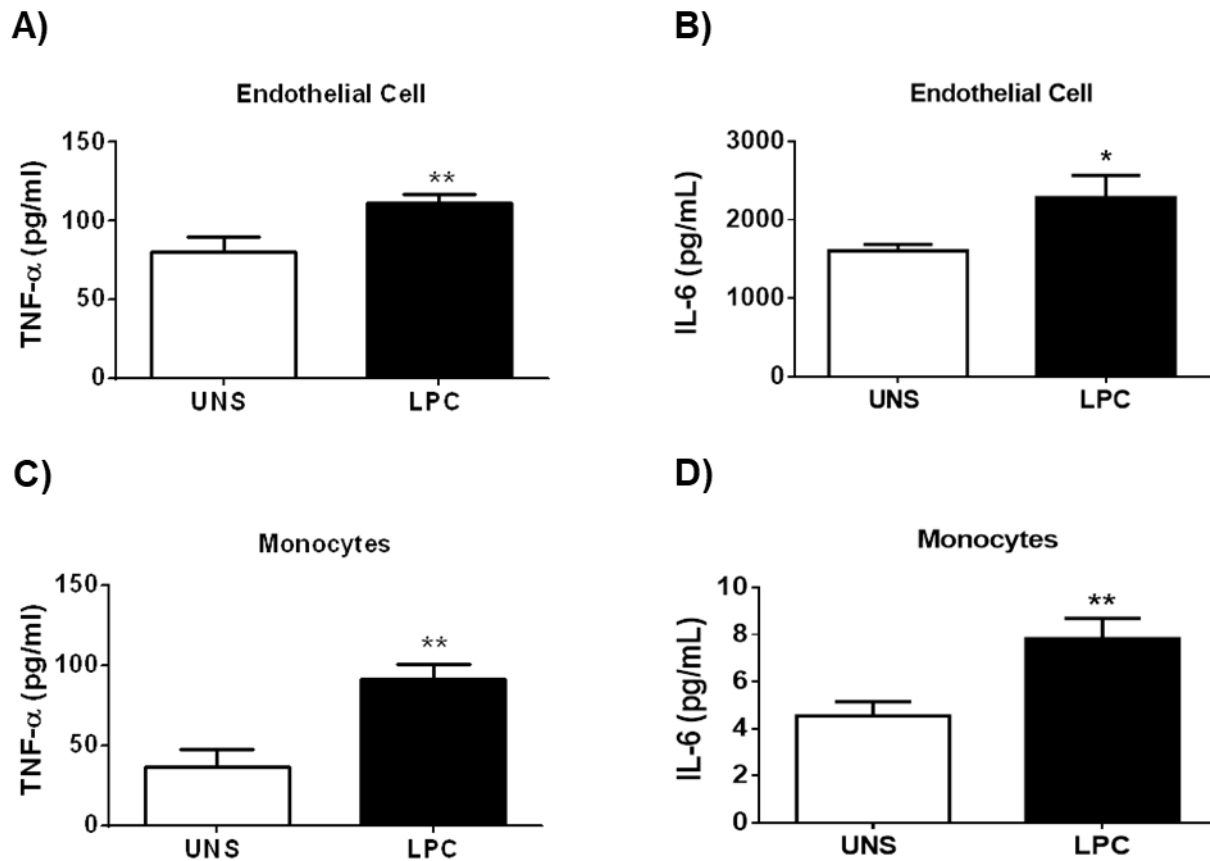 A)
Endothelial Cell
TNF-α (pg/ml)
150
100
50
0
**
UNS LPC
B)
Endothelial Cell
IL-6 (pg/mL)
3000
2000
1000
0
*
UNS LPC
C)
Monocytes
TNF-α (pg/ml)
150
100
50
0
**
UNS LPC
D)
Monocytes
IL-6 (pg/mL)
10
8
6
4
2
0
**
UNS LPC